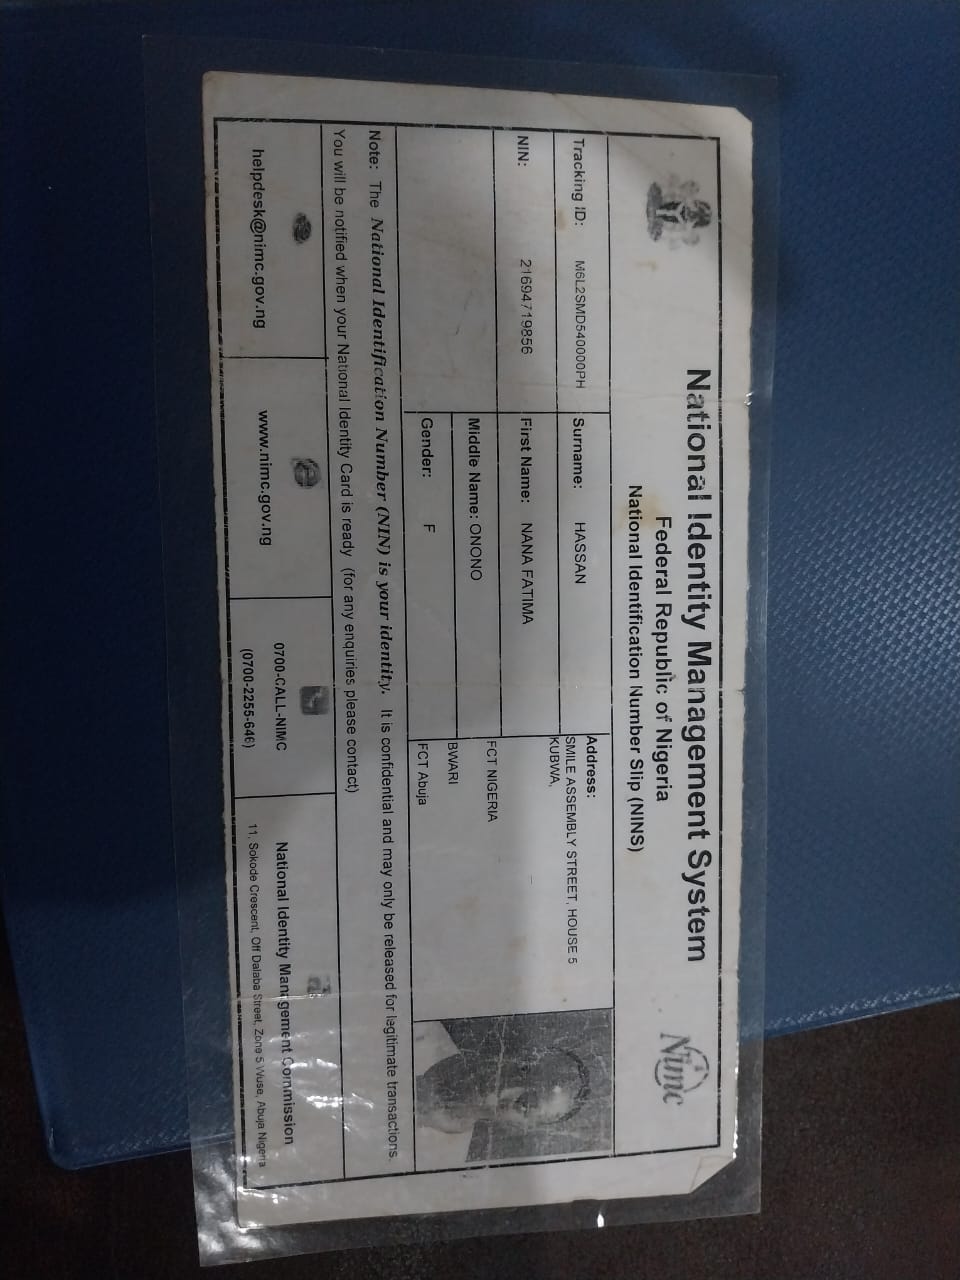 National Identity Management System
Federal Republic of Nigeria
National Identification Number Slip (NINS)
Nimc
Tracking ID: M6L2SMD540000PH
Surname: HASSAN
Address:
SMILE ASSEMBLY STREET, HOUSE 5
KUBWA,
NIN: 21694719856
First Name: NANA FATIMA
Middle Name: ONONO
FCT NIGERIA
Gender: F
BWARI
FCT Abuja
Note: The National Identification Number (NIN) is your identity. It is confidential and may only be released for legitimate transactions.
You will be notified when your National Identity Card is ready (for any enquiries please contact)
helpdesk@nimc.gov.ng
www.nimc.gov.ng
0700-CALL-NIMC
(0700-2255-646)
National Identity Management Commission
11, Sokode Crescent, Off Dalaba Street, Zone 5 Wuse, Abuja Nigeria